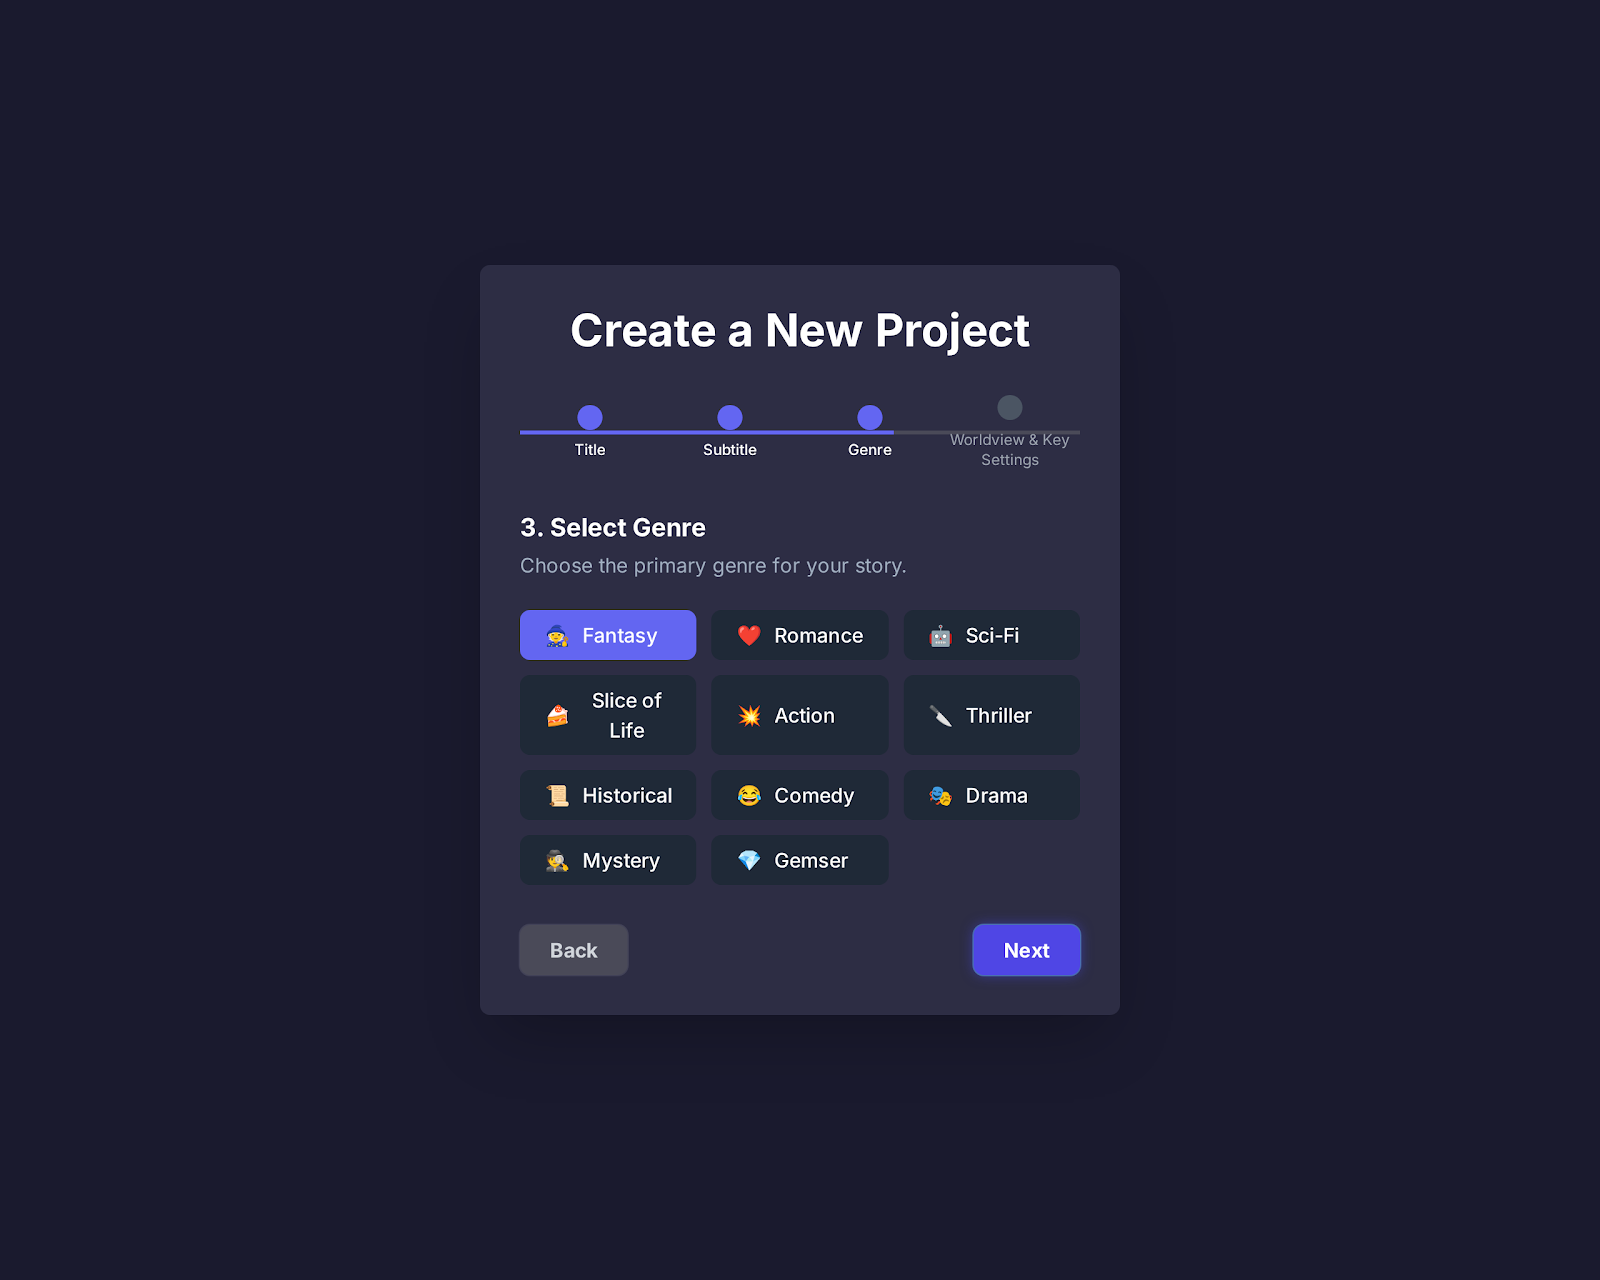 Create a New Project
Title
Subtitle
Genre
Worldview & Key
Settings
3. Select Genre
Choose the primary genre for your story.
Fantasy
Romance
Sci-Fi
Slice of
Life
Action
Thriller
Historical
Comedy
Drama
Mystery
Gemser
Back
Next